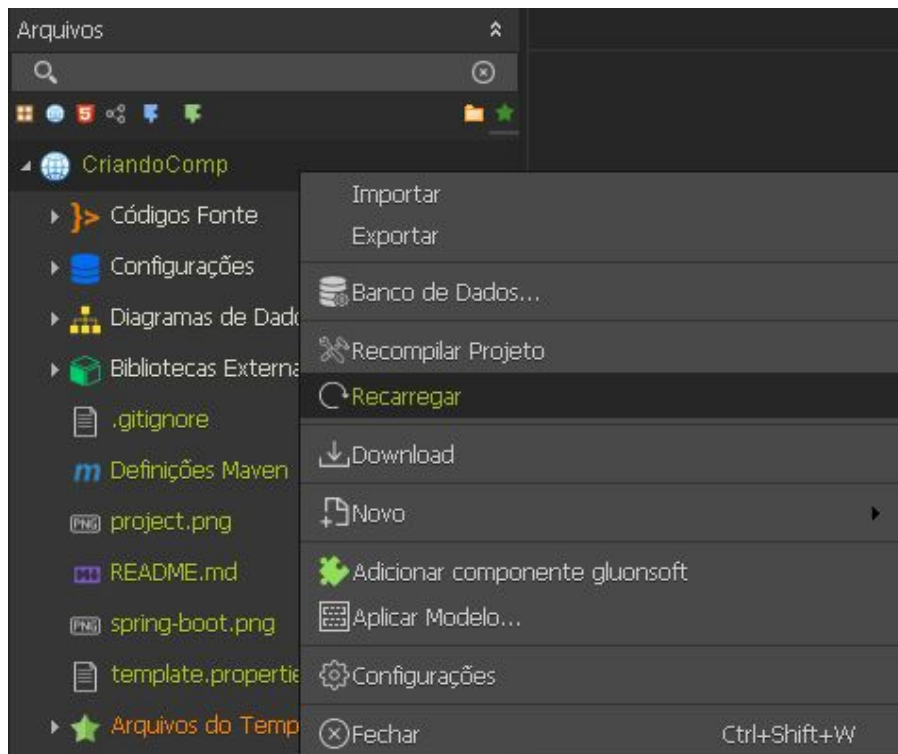 Arquivos
CriandoComp
Códigos Fonte
Configurações
Diagramas de Dado
Bibliotecas Externa
.gitignore
Definições Maven
project.png
README.md
spring-boot.png
template.propertie
Arquivos do Temp
Importar
Exportar
Banco de Dados...
Recompilar Projeto
Recarregar
Download
Novo
Adicionar componente gluonsoft
Aplicar Modelo...
Configurações
Fechar Ctrl+Shift+W